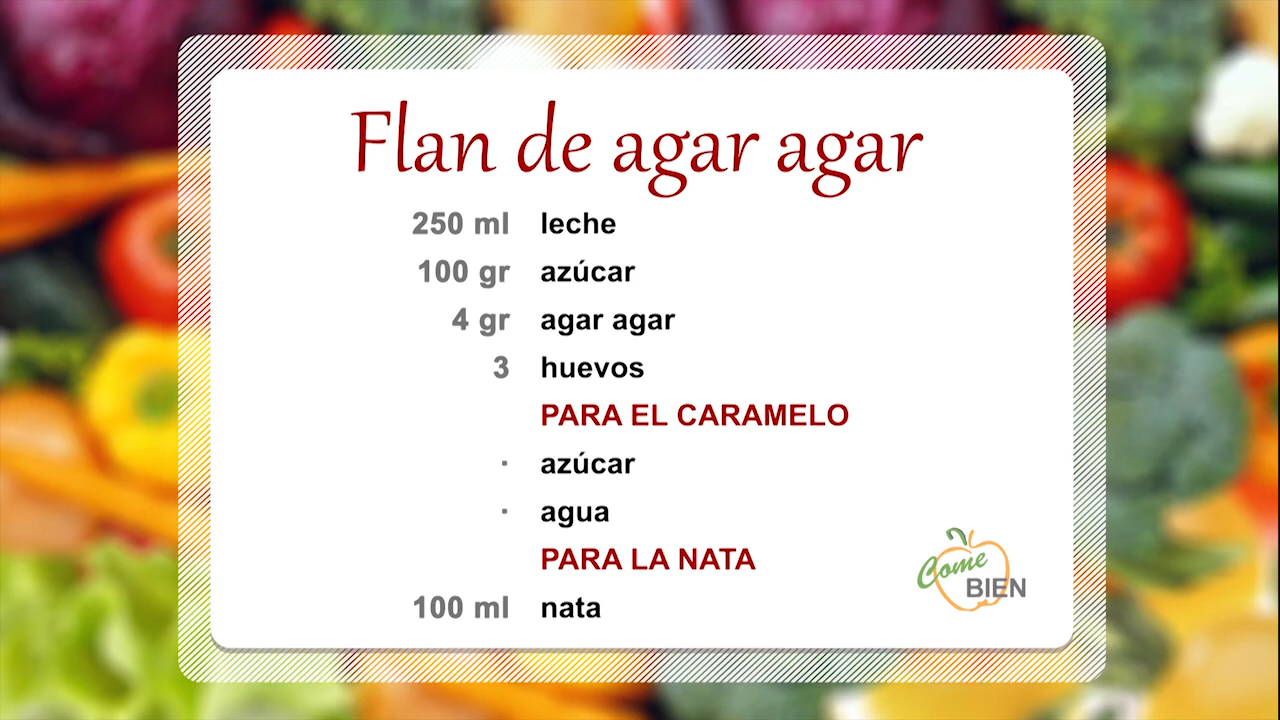 Flan de agar agar
250 ml leche
100 gr azúcar
4 gr agar agar
3 huevos
PARA EL CARAMELO
· azúcar
· agua
PARA LA NATA
100 ml nata
Come
BIEN